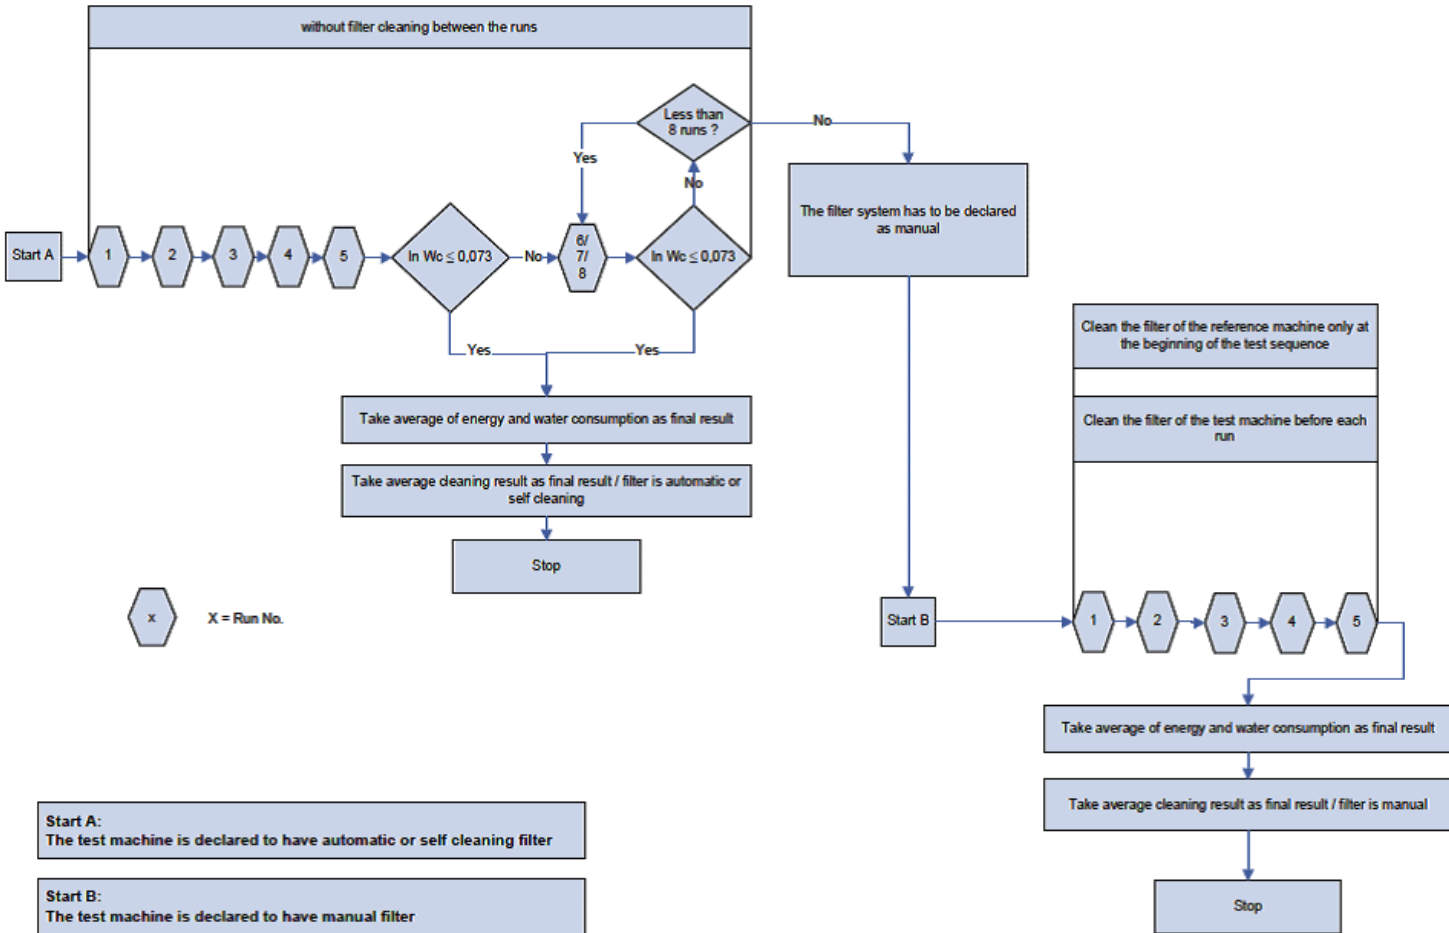 without filter cleaning between the runs
Less than
8 runs ?
No
Yes
No
The filter system has to be declared
as manual
Start A
1
2
3
4
5
ln Wc ≤ 0,073
No
6/
7/
8
ln Wc ≤ 0,073
Yes
Yes
Take average of energy and water consumption as final result
Take average cleaning result as final result / filter is automatic or
self cleaning
Stop
Clean the filter of the reference machine only at
the beginning of the test sequence
Clean the filter of the test machine before each
run
x
X = Run No.
Start B
1
2
3
4
5
Take average of energy and water consumption as final result
Take average cleaning result as final result / filter is manual
Stop
Start A:
The test machine is declared to have automatic or self cleaning filter
Start B:
The test machine is declared to have manual filter